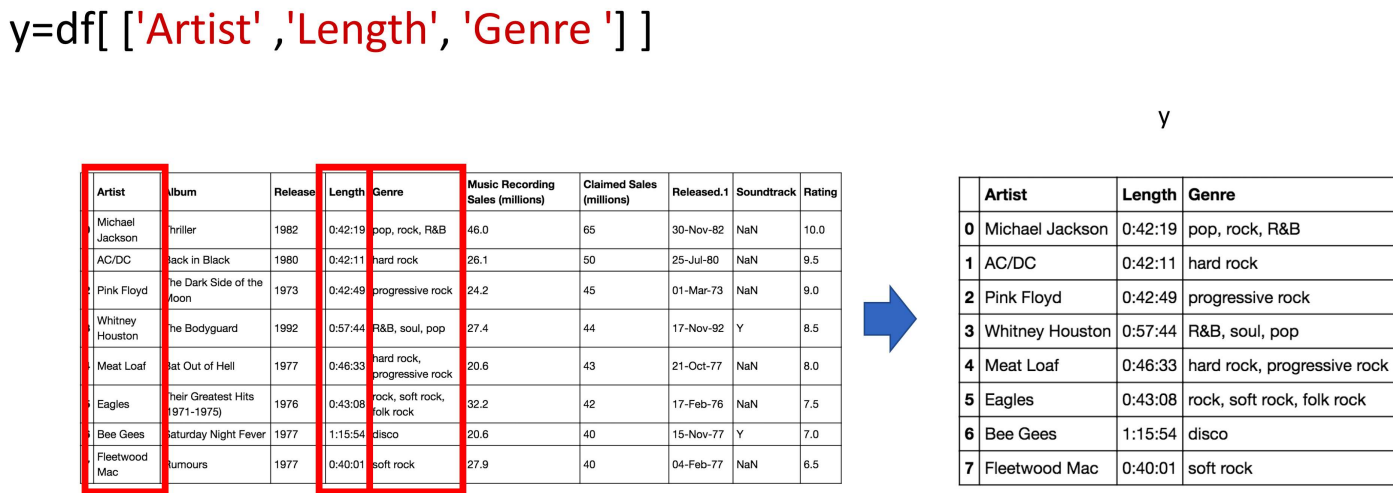 y=df[ ['Artist' ,'Length', 'Genre '] ]
Artist Album Release Length Genre Music Recording Sales (millions) Claimed Sales (millions) Released.1 Soundtrack Rating
Michael Jackson Thriller 1982 0:42:19 pop, rock, R&B 46.0 65 30-Nov-82 NaN 10.0
AC/DC Back in Black 1980 0:42:11 hard rock 26.1 50 25-Jul-80 NaN 9.5
Pink Floyd The Dark Side of the Moon 1973 0:42:49 progressive rock 24.2 45 01-Mar-73 NaN 9.0
Whitney Houston The Bodyguard 1992 0:57:44 R&B, soul, pop 27.4 44 17-Nov-92 Y 8.5
Meat Loaf Bat Out of Hell 1977 0:46:33 hard rock, progressive rock 20.6 43 21-Oct-77 NaN 8.0
Eagles Their Greatest Hits (1971-1975) 1976 0:43:08 rock, soft rock, folk rock 32.2 42 17-Feb-76 NaN 7.5
Bee Gees Saturday Night Fever 1977 1:15:54 disco 20.6 40 15-Nov-77 Y 7.0
Fleetwood Mac Rumours 1977 0:40:01 soft rock 27.9 40 04-Feb-77 NaN 6.5
y
Artist Length Genre
0 Michael Jackson 0:42:19 pop, rock, R&B
1 AC/DC 0:42:11 hard rock
2 Pink Floyd 0:42:49 progressive rock
3 Whitney Houston 0:57:44 R&B, soul, pop
4 Meat Loaf 0:46:33 hard rock, progressive rock
5 Eagles 0:43:08 rock, soft rock, folk rock
6 Bee Gees 1:15:54 disco
7 Fleetwood Mac 0:40:01 soft rock